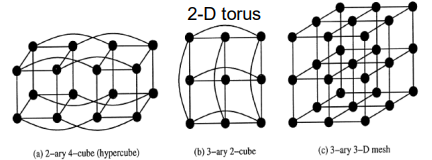 2-D torus
(a) 2-ary 4-cube (hypercube)
(b) 3-ary 2-cube
(c) 3-ary 3-D mesh